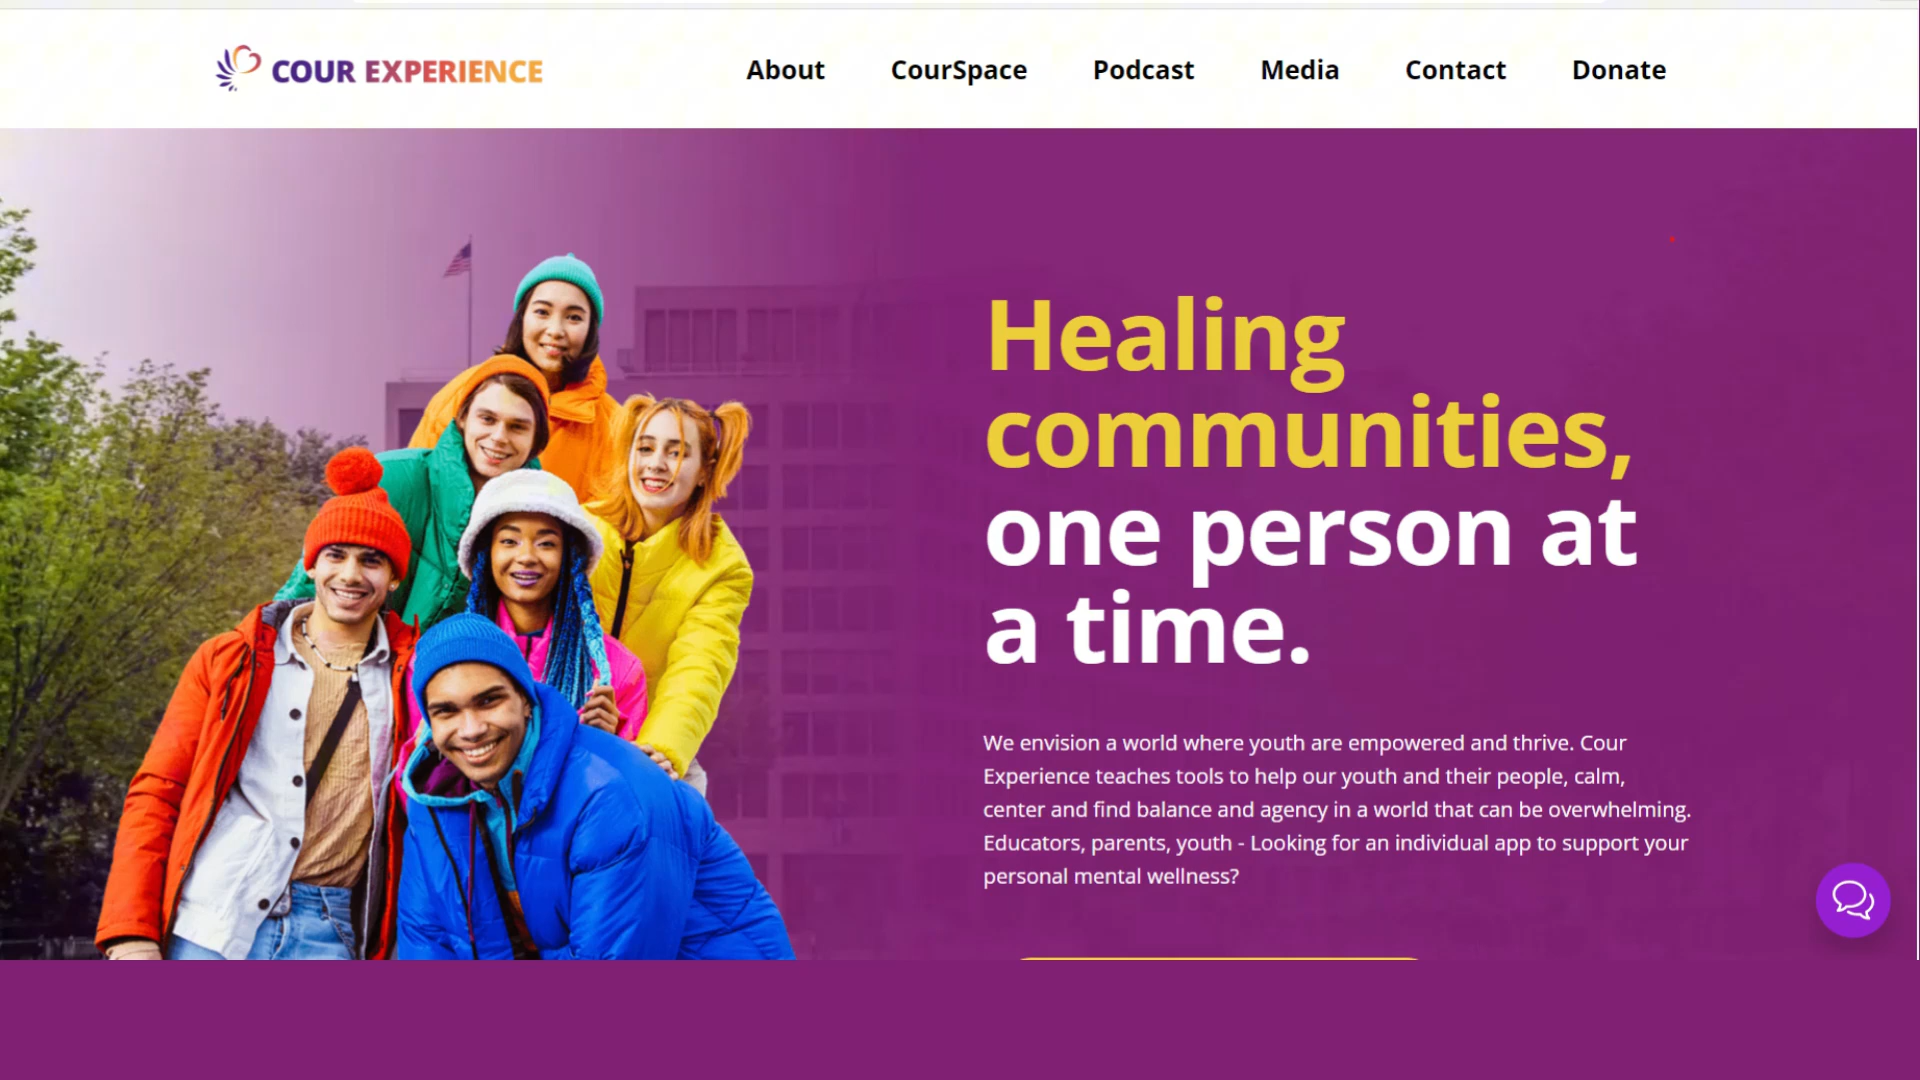 COUR EXPERIENCE
About
CourSpace
Podcast
Media
Contact
Donate
Healing
communities,
one person at
a time.
We envision a world where youth are empowered and thrive. Cour
Experience teaches tools to help our youth and their people, calm,
center and find balance and agency in a world that can be overwhelming.
Educators, parents, youth - Looking for an individual app to support your
personal mental wellness?